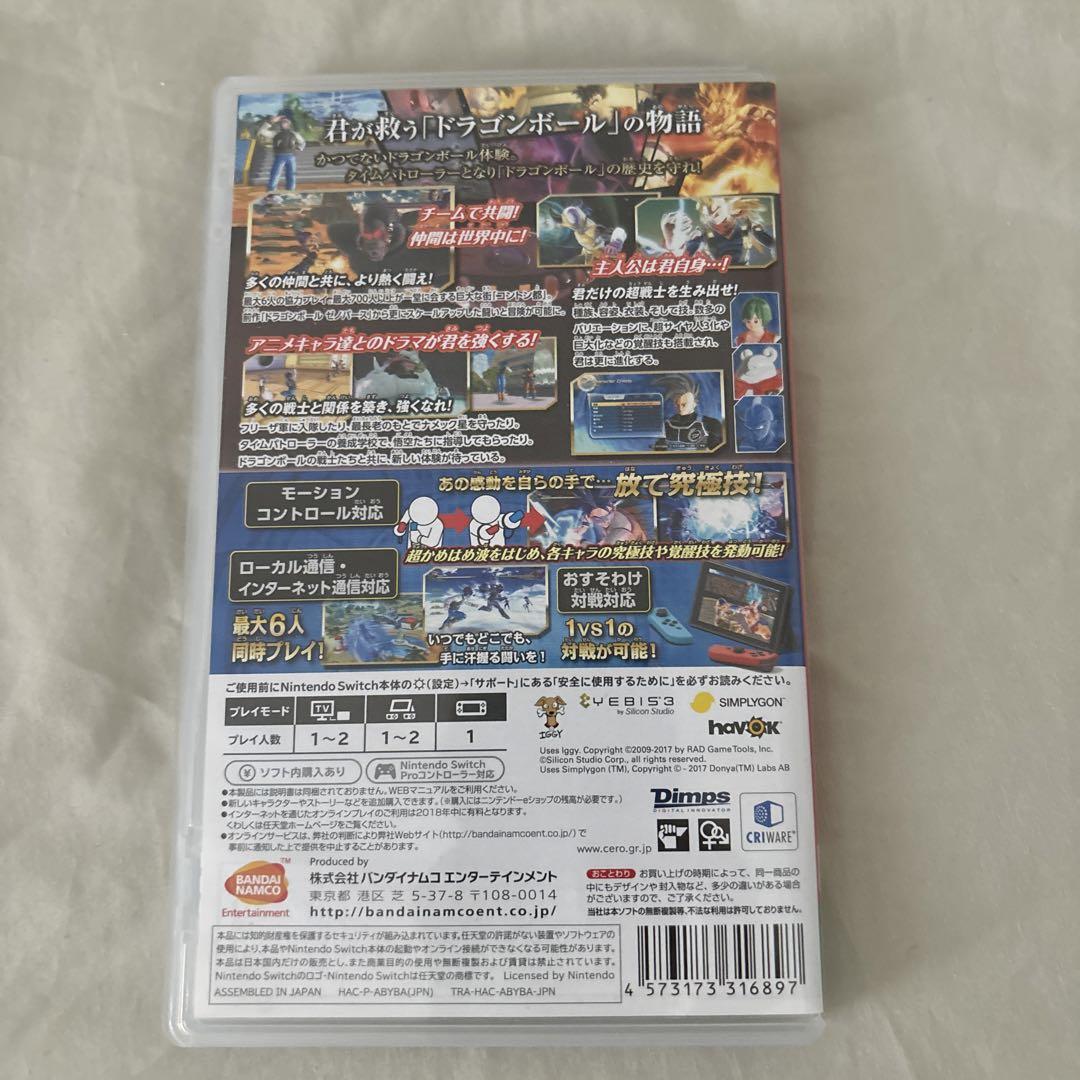 君が救う「ドラゴンボール」の物語
かつてないドラゴンボール体験。
タイムパトローラーとなり「ドラゴンボール」の歴史を守れ!
チームで共闘!
仲間は世界中に!
多くの仲間と共に、より熱く闘え!
最大6人の協力プレイ、最大700人以上が一堂に会する巨大な街「コントン都」。
前作『ドラゴンボール ゼノバース』から更にスケールアップした闘いと冒険が可能に。
主人公は君自身…!
君だけの超戦士を生み出せ!
種族、容姿、衣装、そして技。数多の
バリエーションに、超サイヤ人3化や
巨大化などの覚醒技も搭載され、
君は更に進化する。
アニメキャラ達とのドラマが君を強くする!
多くの戦士と関係を築き、強くなれ!
フリーザ軍に入隊したり、最長老のもとでナメック星を守ったり。
タイムパトローラーの養成学校で、悟空たちに指導してもらったり。
ドラゴンボールの戦士たちと共に、新しい体験が待っている。
モーション
コントロール対応
あの感動を自らの手で…放て究極技!
超かめはめ波をはじめ、各キャラの究極技や覚醒技を発動可能!
ローカル通信・
インターネット通信対応
最大6人
同時プレイ!
いつでもどこでも、
手に汗握る闘いを!
おすそわけ
対戦対応
1vs1の
対戦が可能!
ご使用前にNintendo Switch本体の(設定)→「サポート」にある「安全に使用するために」を必ずお読みください。
プレイモード TV
プレイ人数 1~2 1~2 1
ソフト内購入あり
Nintendo Switch
Proコントローラー対応
IGGY
YEBIS 3
by Silicon Studio
SIMPLYGON
havok
Uses Iggy. Copyright ©2009-2017 by RAD Game Tools, Inc.
©Silicon Studio Corp., all rights reserved.
Uses Simplygon (TM), Copyright © - 2017 Donya(TM) Labs AB
●本製品には説明書は同梱されておりません。WEBマニュアルをご利用ください。
●新しいキャラクターやストーリーなどを追加購入できます。(※購入にはニンテンドーeショップの残高が必要です。)
●インターネットを通じたオンラインプレイのご利用は2018年中に有料となります。
くわしくは任天堂ホームページをご覧ください。
●オンラインサービスは、弊社の判断により弊社Webサイト(http://bandainamcoent.co.jp/)で
事前に通知した上で提供を中止することがあります。
Dimps
DIGITAL INNOVATOR
CRIWARE™
www.cero.gr.jp
BANDAI
NAMCO
Entertainment
Produced by
株式会社 バンダイナムコ エンターテインメント
東京都 港区 芝 5-37-8 〒108-0014
http://bandainamcoent.co.jp/
おことわり お買い上げの時期によって、同一商品の
中にもデザインや封入物など、多少の違いがある場合
がございますので、ご了承ください。
当社は本ソフトの無断複製等、不法な利用は許可しておりません。
本品には知的財産権を保護するセキュリティが組み込まれています。任天堂の許諾がない装置やソフトウェアの
使用により、本品やNintendo Switch本体の起動やオンライン接続ができなくなる可能性があります。
本品は日本国内だけの販売とし、また商業目的の使用や無断複製および賃貸は禁止されています。
Nintendo Switchのロゴ・Nintendo Switchは任天堂の商標です。 Licensed by Nintendo
ASSEMBLED IN JAPAN HAC-P-ABYBA(JPN) TRA-HAC-ABYBA-JPN
4 573173 316897